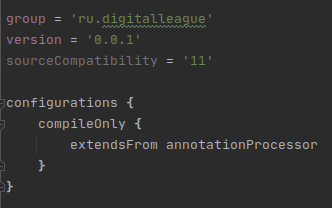 group = 'ru.digitalleague'
version = '0.0.1'
sourceCompatibility = '11'
configurations {
compileOnly {
extendsFrom annotationProcessor
}
}